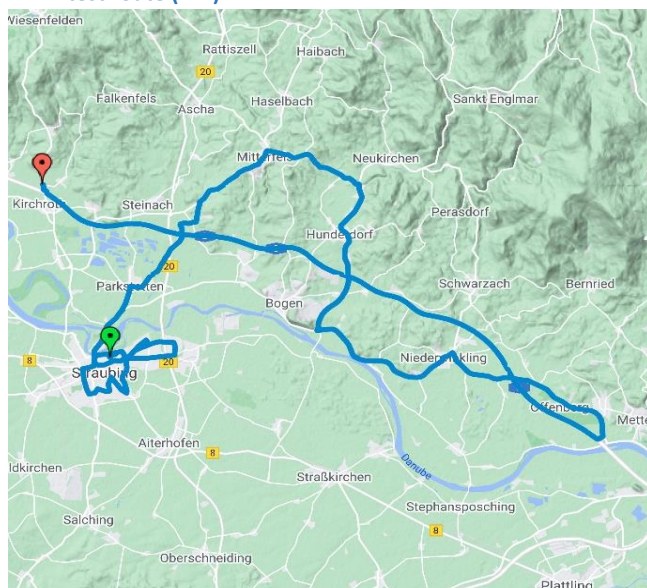 Wiesenfelden
Rattiszell
Haibach
20
Falkenfels
Ascha
Haselbach
Sankt Englmar
Mitterfels
Neukirchen
Kirchroth
Steinach
Perasdorf
Hunderdorf
20
Parkstetten
Schwarzach
Bernried
Bogen
8
Straubing
20
Niederwinkling
Offenberg
Mette
Aiterhofen
8
Danube
ldkirchen
Straßkirchen
Stephansposching
Salching
8
Oberschneiding
Plattling